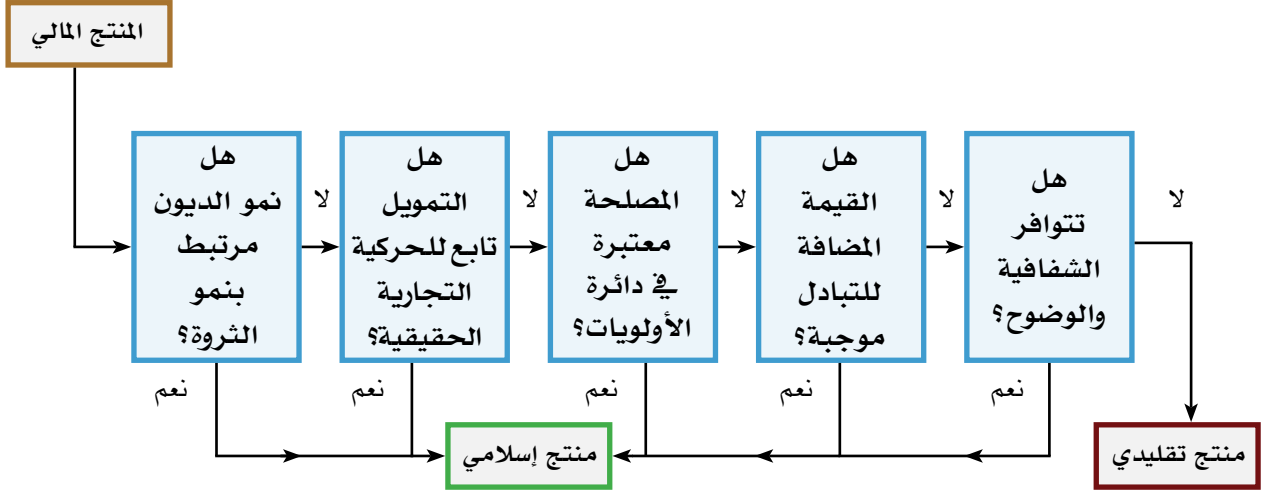 المنتج المالي
هل
نمو الديون
مرتبط
بنمو
الثروة؟
لا
نعم
هل
التمويل
تابع للحركية
التجارية
الحقيقية؟
لا
نعم
هل
المصلحة
معتبرة
في دائرة
الأولويات؟
لا
نعم
هل
القيمة
المضافة
للتبادل
موجبة؟
لا
نعم
هل
تتوافر
الشفافية
والوضوح؟
لا
نعم
منتج إسلامي
منتج تقليدي